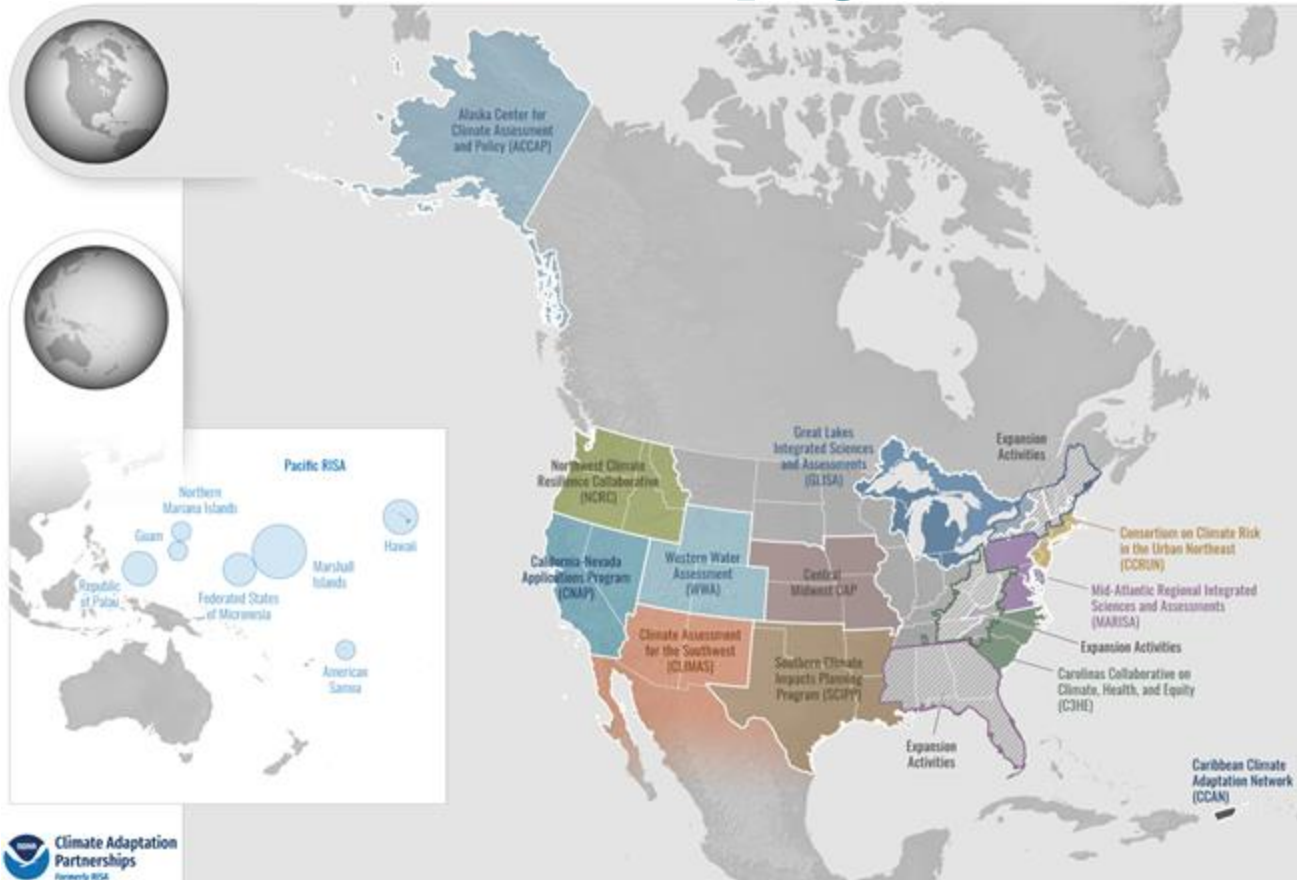 Alaska Center for
Climate Assessment
and Policy (ACCAP)
Pacific RISA
Northern
Mariana Islands
Guam
Republic
of Palau
Federated States
of Micronesia
Marshall
Islands
Hawaii
American
Samoa
Northwest Climate
Resilience Collaborative
(NCRC)
California-Nevada
Applications Program
(CNAP)
Western Water
Assessment
(WWA)
Climate Assessment
for the Southwest
(CLIMAS)
Central
Midwest CAP
Southern Climate
Impacts Planning
Program (SCIPP)
Great Lakes
Integrated Sciences
and Assessments
(GLISA)
Expansion
Activities
Consortium on Climate Risk
in the Urban Northeast
(CCRUN)
Mid-Atlantic Regional Integrated
Sciences and Assessments
(MARISA)
Expansion Activities
Carolinas Collaborative on
Climate, Health, and Equity
(C3HE)
Expansion
Activities
Caribbean Climate
Adaptation Network
(CCAN)
NOAA
Climate Adaptation
Partnerships
Formerly RISA